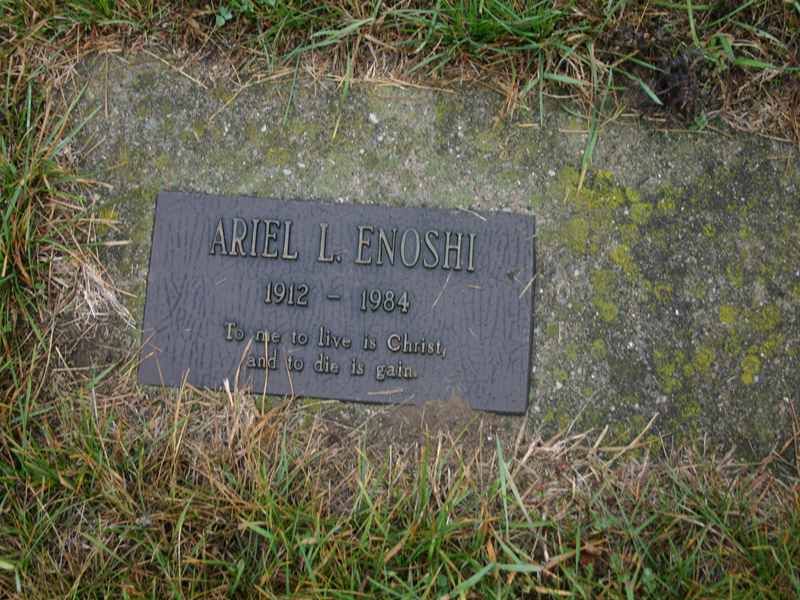 ARIEL L. ENOSHI
1912 - 1984
To me to live is Christ,
and to die is gain.